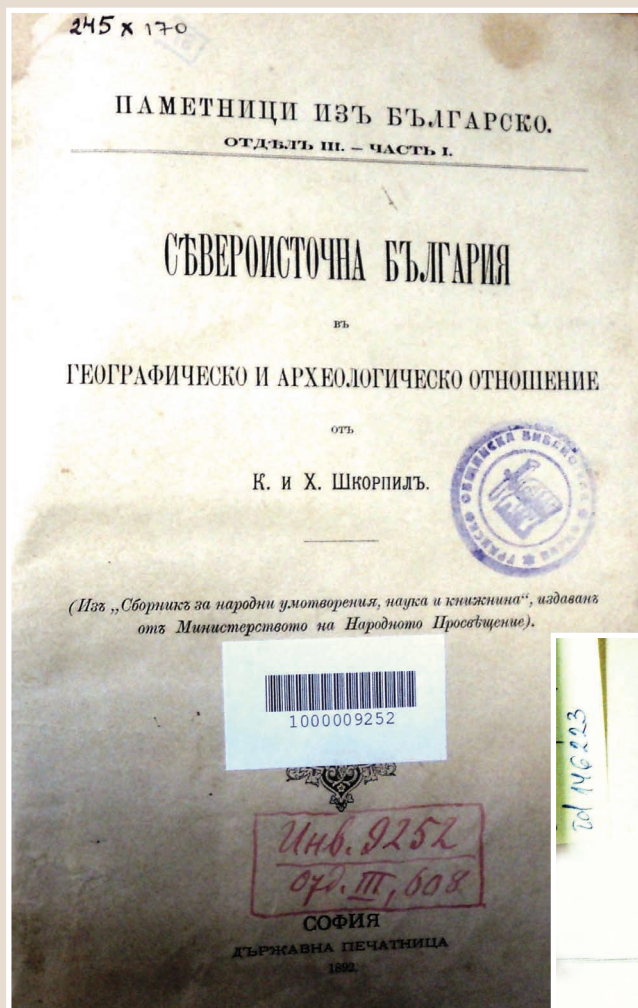 245 x 170
ПАМЕТНИЦИ ИЗЪ БЪЛГАРСКО.
ОТДѢЛЪ III. – ЧАСТЬ I.
СѢВЕРОИСТОЧНА БЪЛГАРИЯ
ВЪ
ГЕОГРАФИЧЕСКО И АРХЕОЛОГИЧЕСКО ОТНОШЕНИЕ
ОТЪ
К. и Х. Шкорпилъ.
(Изъ „Сборникъ за народни умотворения, наука и книжнина“, издаванъ
отъ Министерството на Народното Просвѣщение).
1000009252
Инв. 9252
отд. III, 608
СОФИЯ
ДЪРЖАВНА ПЕЧАТНИЦА
1892.
id 146223